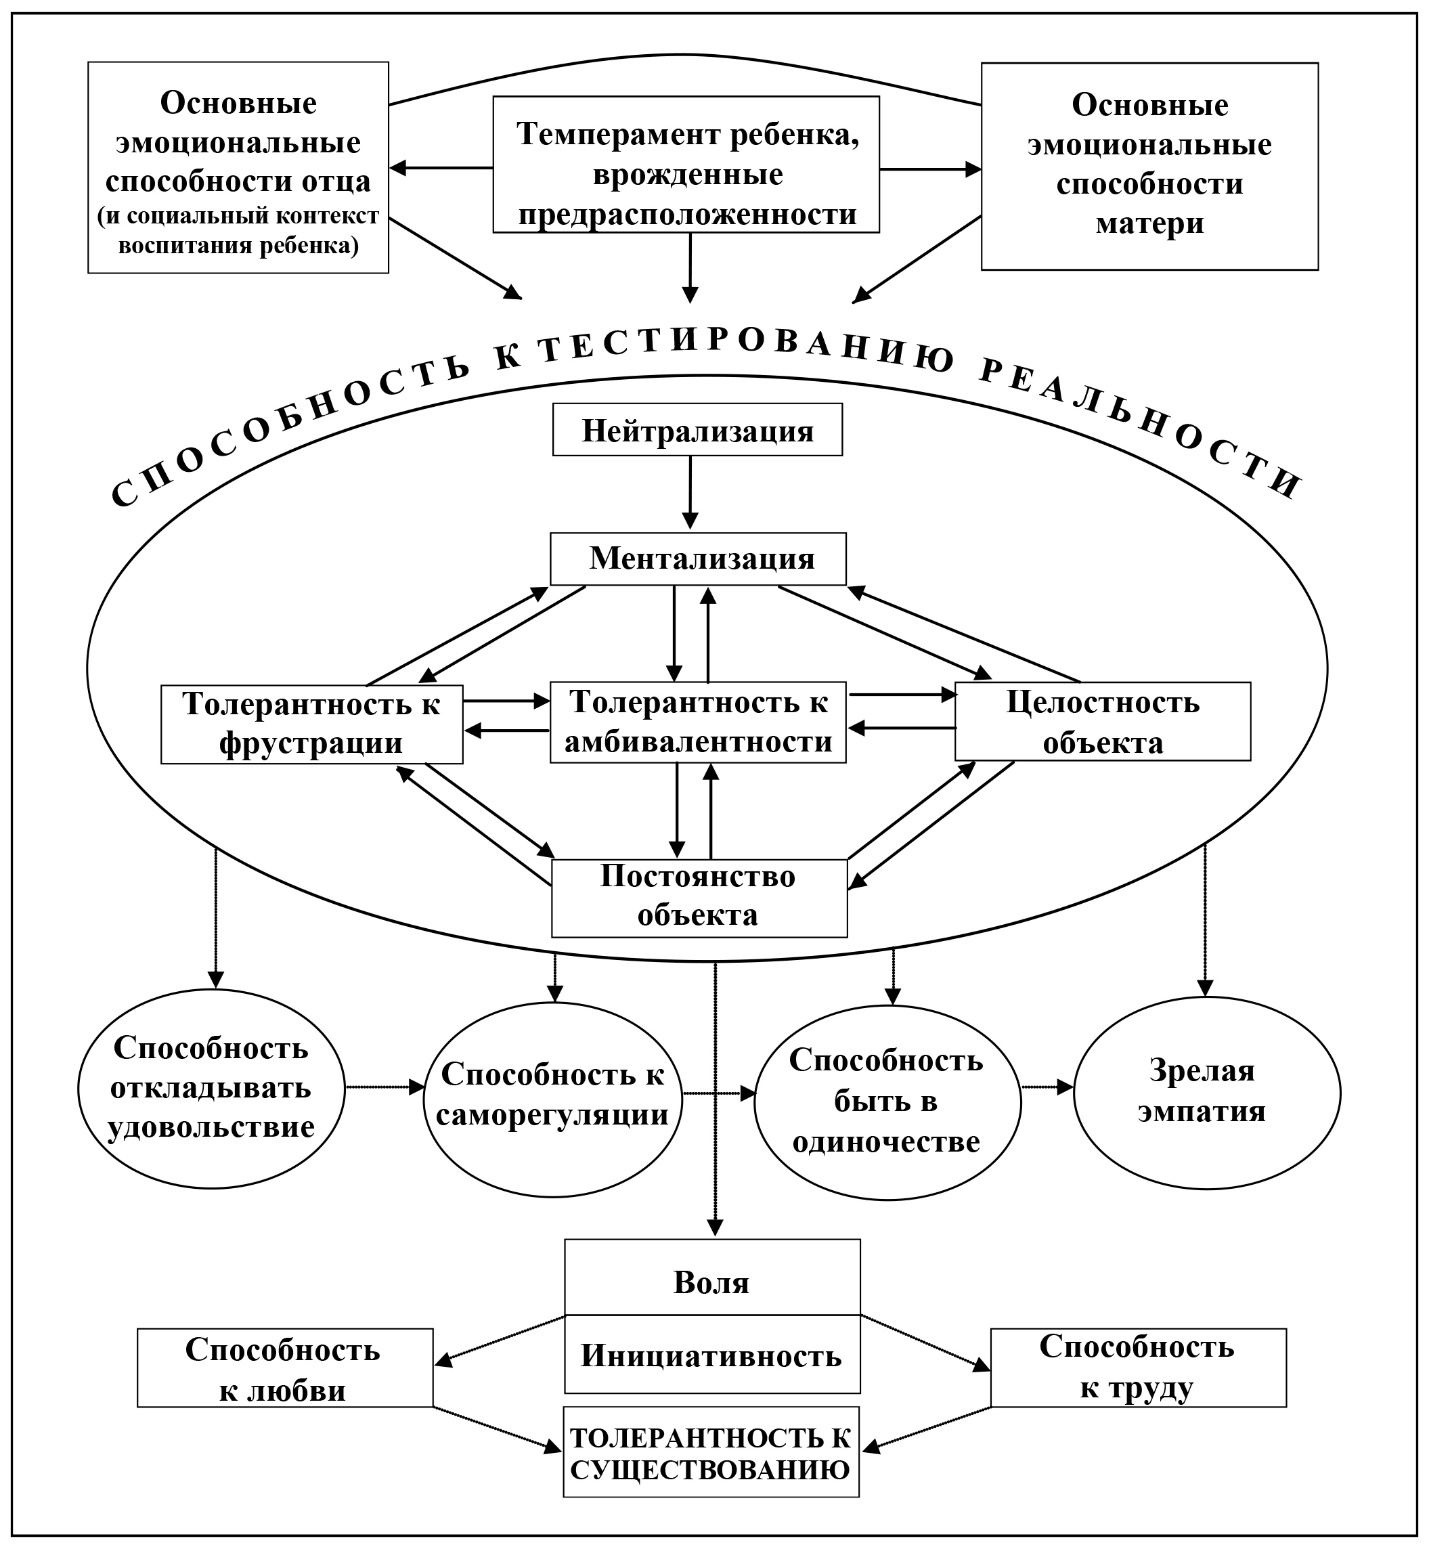 Основные
эмоциональные
способности отца
(и социальный контекст
воспитания ребенка)
Темперамент ребенка,
врожденные
предрасположенности
Основные
эмоциональные
способности
матери
СПОСОБНОСТЬ К ТЕСТИРОВАНИЮ РЕАЛЬНОСТИ
Нейтрализация
Ментализация
Толерантность к
фрустрации
Толерантность к
амбивалентности
Целостность
объекта
Постоянство
объекта
Способность
откладывать
удовольствие
Способность к
саморегуляции
Способность
быть в
одиночестве
Зрелая
эмпатия
Воля
Инициативность
Способность
к любви
Способность
к труду
ТОЛЕРАНТНОСТЬ К
СУЩЕСТВОВАНИЮ